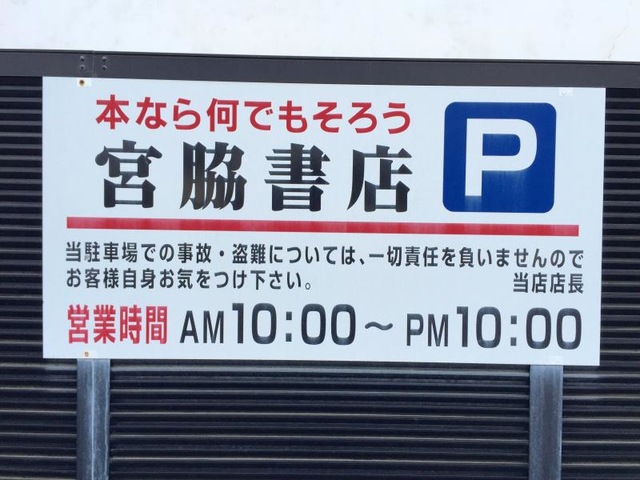 本なら何でもそろう
宮脇書店 P
当駐車場での事故・盗難については、一切責任を負いませんので
お客様自身お気をつけ下さい。 当店店長
営業時間 AM10:00～PM10:00